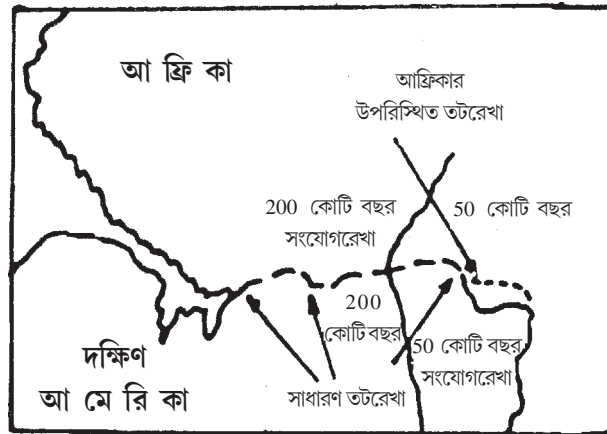 আ ফ্রি কা
আফ্রিকার
উপরিস্থিত তটরেখা
200 কোটি বছর
সংযোগরেখা
50 কোটি বছর
200
কোটি বছর
50 কোটি বছর
সংযোগরেখা
দক্ষিণ
আ মে রি কা
সাধারণ তটরেখা